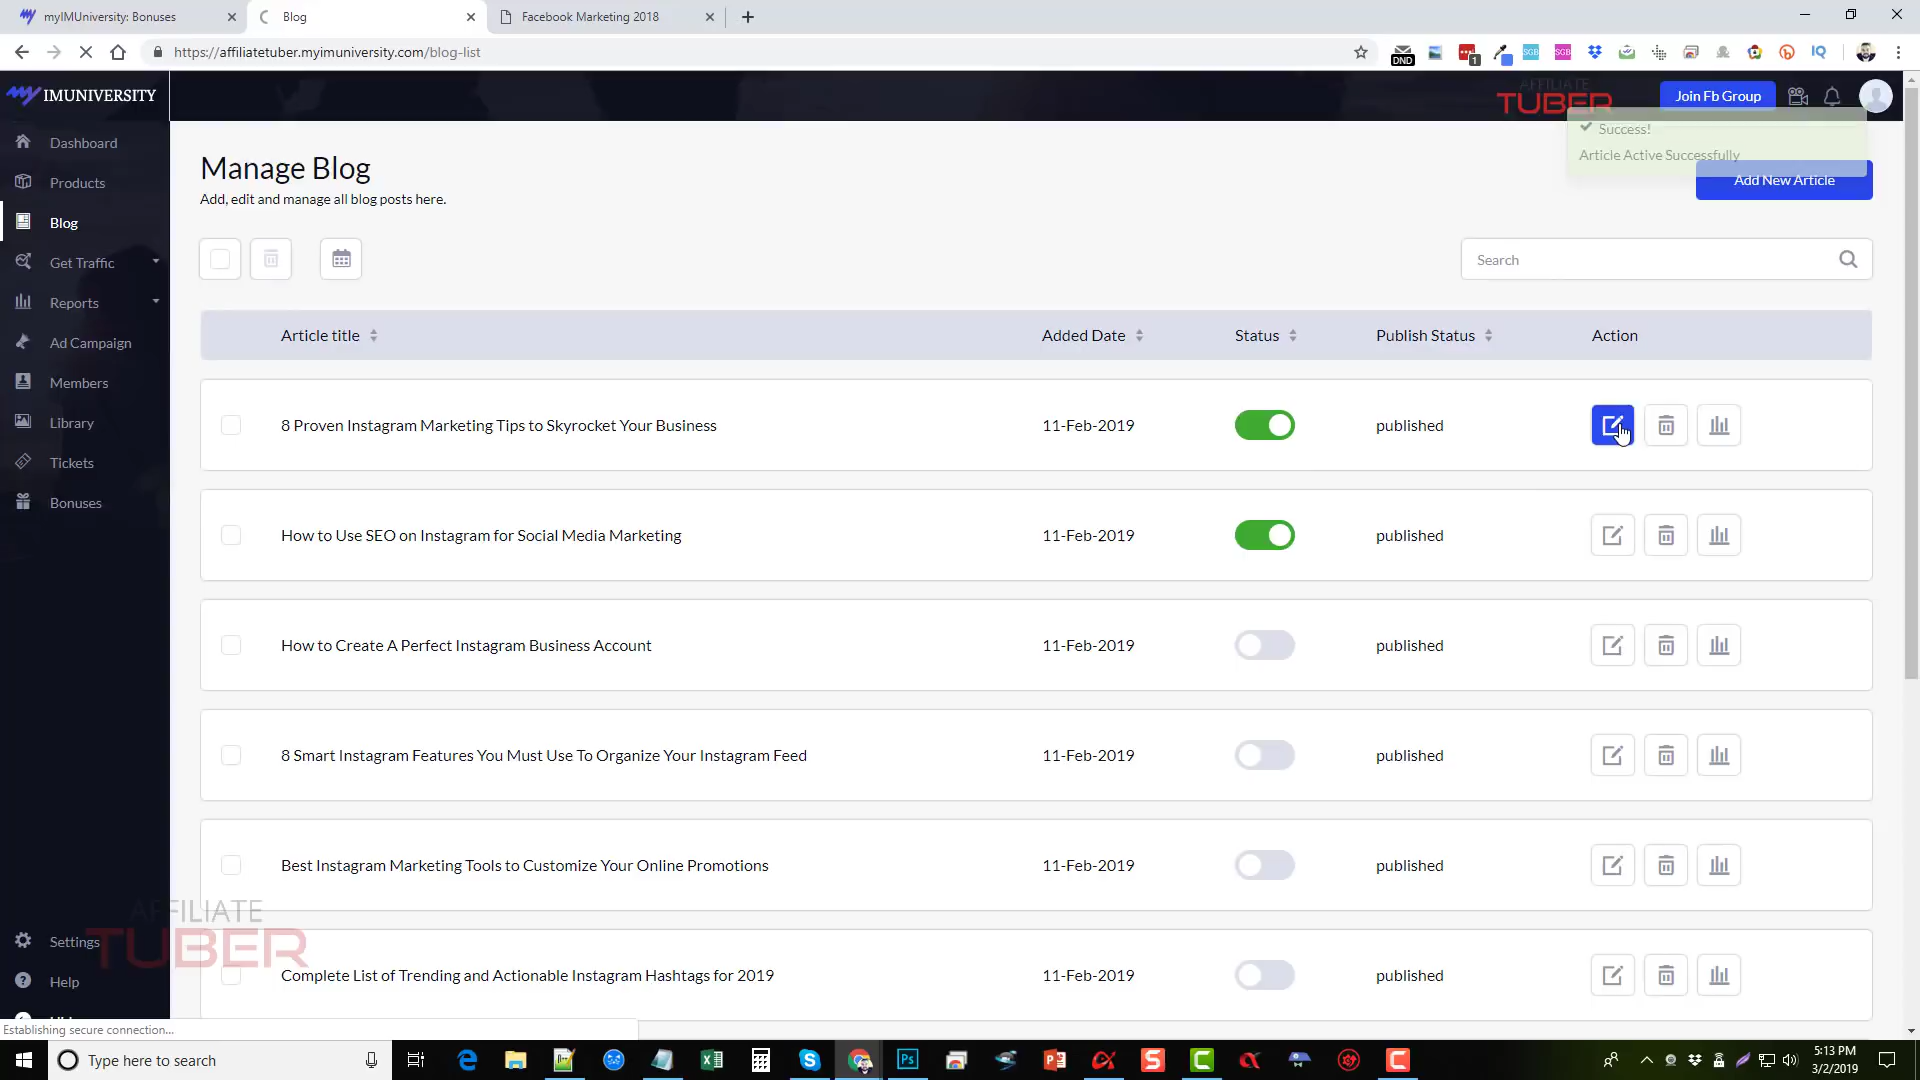 myIMUniversity: Bonuses
Blog
Facebook Marketing 2018
https://affiliatetuber.myimuniversity.com/blog-list
DND
1
SGB
SGB
IQ
my IMUNIVERSITY
AFFILIATE
TUBER
Join Fb Group
Success!
Article Active Successfully
Dashboard
Products
Blog
Get Traffic
Reports
Ad Campaign
Members
Library
Tickets
Bonuses
Settings
Help
Manage Blog
Add, edit and manage all blog posts here.
Add New Article
Search
Article title
Added Date
Status
Publish Status
Action
8 Proven Instagram Marketing Tips to Skyrocket Your Business
11-Feb-2019
published
How to Use SEO on Instagram for Social Media Marketing
11-Feb-2019
published
How to Create A Perfect Instagram Business Account
11-Feb-2019
published
8 Smart Instagram Features You Must Use To Organize Your Instagram Feed
11-Feb-2019
published
Best Instagram Marketing Tools to Customize Your Online Promotions
11-Feb-2019
published
Complete List of Trending and Actionable Instagram Hashtags for 2019
11-Feb-2019
published
AFFILIATE
TUBER
Establishing secure connection...
Type here to search
5:13 PM
3/2/2019